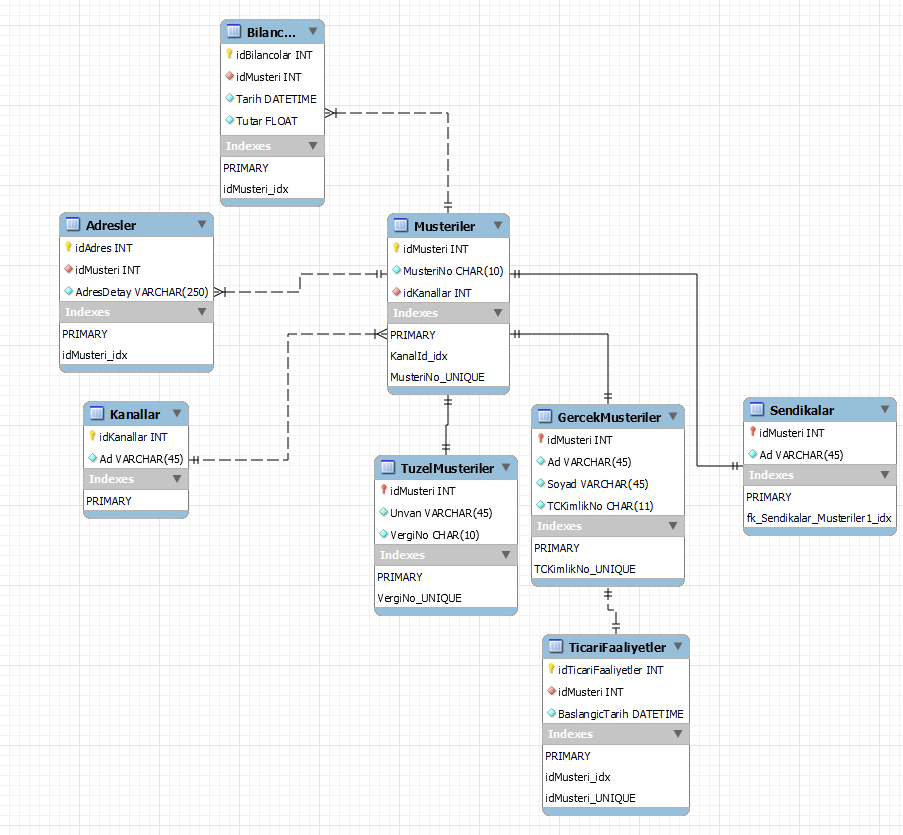 Bilanc...
idBilancolar INT
idMusteri INT
Tarih DATETIME
Tutar FLOAT
Indexes
PRIMARY
idMusteri_idx
Adresler
idAdres INT
idMusteri INT
AdresDetay VARCHAR(250)
Indexes
PRIMARY
idMusteri_idx
Musteriler
idMusteri INT
MusteriNo CHAR(10)
idKanallar INT
Indexes
PRIMARY
KanalId_idx
MusteriNo_UNIQUE
Kanallar
idKanallar INT
Ad VARCHAR(45)
Indexes
PRIMARY
TuzelMusteriler
idMusteri INT
Unvan VARCHAR(45)
VergiNo CHAR(10)
Indexes
PRIMARY
VergiNo_UNIQUE
GercekMusteriler
idMusteri INT
Ad VARCHAR(45)
Soyad VARCHAR(45)
TCKimlikNo CHAR(11)
Indexes
PRIMARY
TCKimlikNo_UNIQUE
Sendikalar
idMusteri INT
Ad VARCHAR(45)
Indexes
PRIMARY
fk_Sendikalar_Musteriler1_idx
TicariFaaliyetler
idTicariFaaliyetler INT
idMusteri INT
BaslangicTarih DATETIME
Indexes
PRIMARY
idMusteri_idx
idMusteri_UNIQUE